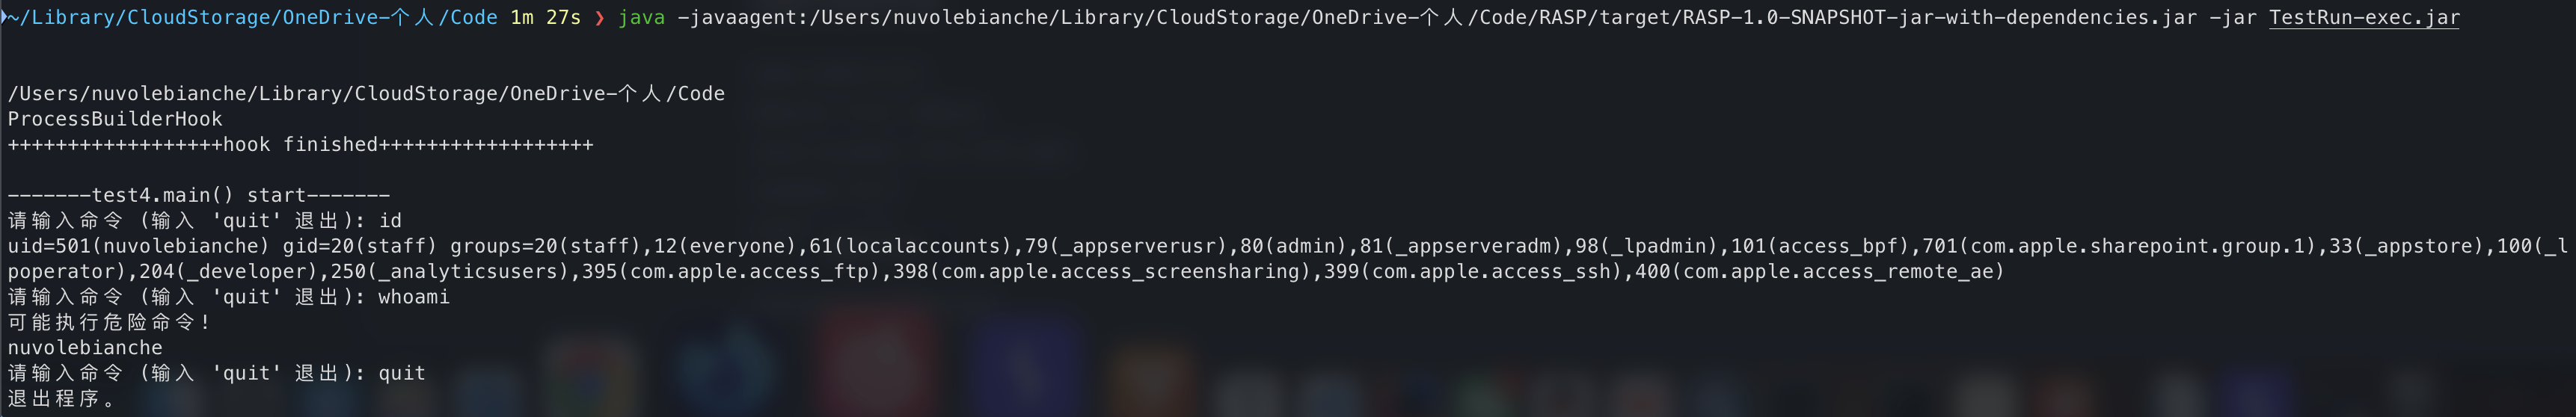 ~/Library/CloudStorage/OneDrive-个人/Code 1m 27s ❯ java -javaagent:/Users/nuvolebianche/Library/CloudStorage/OneDrive-个人/Code/RASP/target/RASP-1.0-SNAPSHOT-jar-with-dependencies.jar -jar TestRun-exec.jar
/Users/nuvolebianche/Library/CloudStorage/OneDrive-个人/Code
ProcessBuilderHook
++++++++++++++++++hook finished++++++++++++++++++
-------test4.main() start-------
请输入命令 (输入 'quit' 退出): id
uid=501(nuvolebianche) gid=20(staff) groups=20(staff),12(everyone),61(localaccounts),79(_appserverusr),80(admin),81(_appserveradm),98(_lpadmin),101(access_bpf),701(com.apple.sharepoint.group.1),33(_appstore),100(_l
poperator),204(_developer),250(_analyticsusers),395(com.apple.access_ftp),398(com.apple.access_screensharing),399(com.apple.access_ssh),400(com.apple.access_remote_ae)
请输入命令 (输入 'quit' 退出): whoami
可能执行危险命令!
nuvolebianche
请输入命令 (输入 'quit' 退出): quit
退出程序。